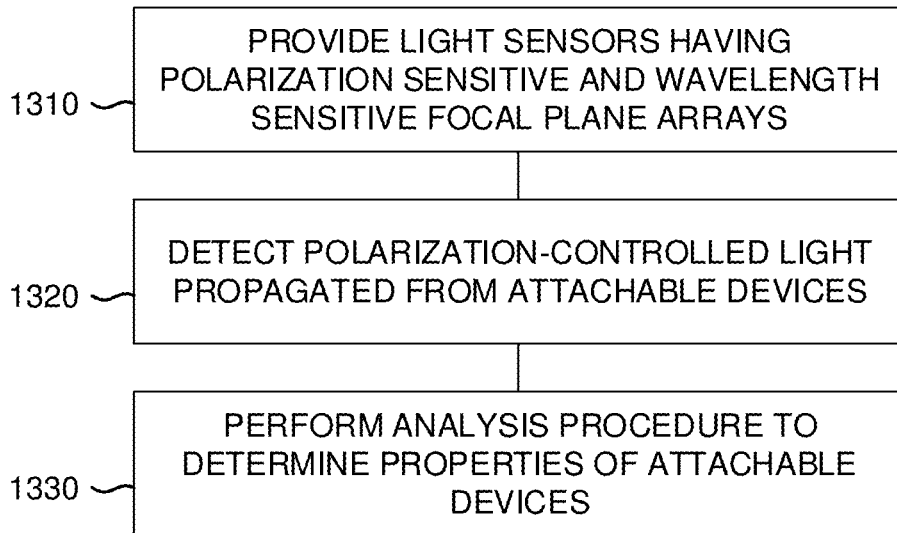 PROVIDE LIGHT SENSORS HAVING
POLARIZATION SENSITIVE AND WAVELENGTH
SENSITIVE FOCAL PLANE ARRAYS
1310
DETECT POLARIZATION-CONTROLLED LIGHT
PROPAGATED FROM ATTACHABLE DEVICES
1320
PERFORM ANALYSIS PROCEDURE TO
DETERMINE PROPERTIES OF ATTACHABLE
DEVICES
1330